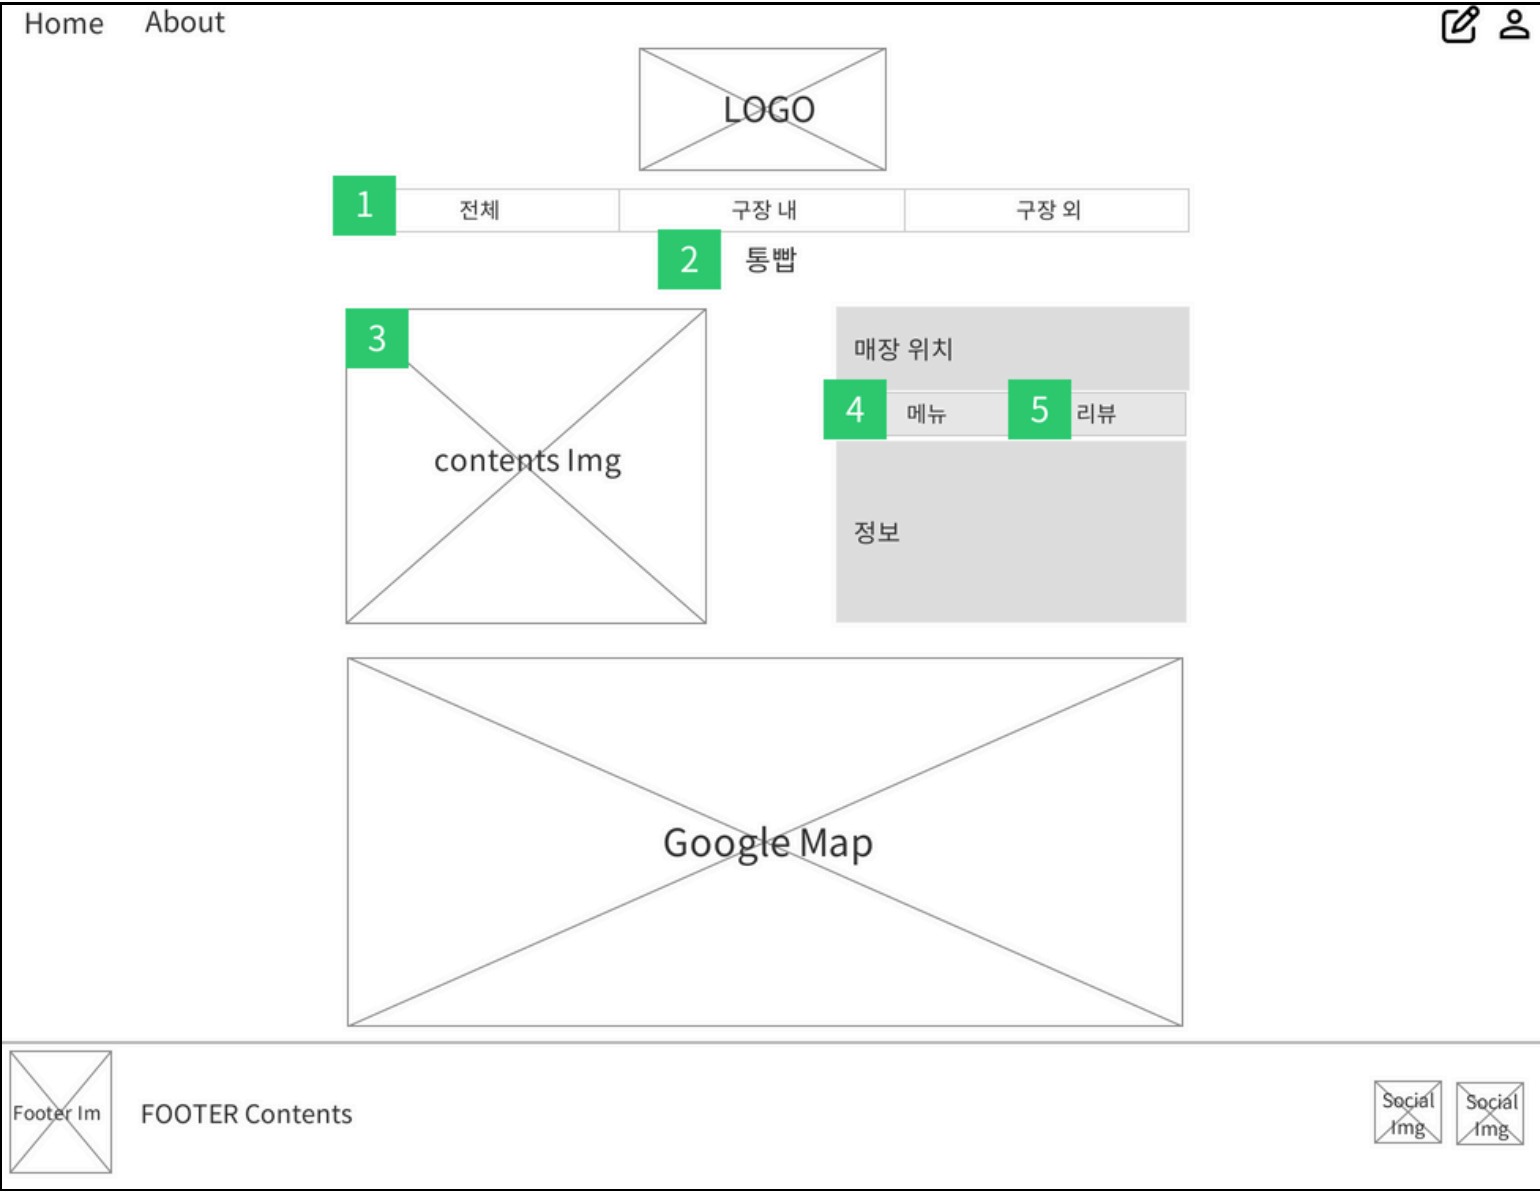 Home About
LOGO
1 전체 구장 내 구장 외
2 통빱
3
contents Img
매장 위치
4 메뉴 5 리뷰
정보
Google Map
Footer Im
FOOTER Contents
Social
Img
Social
Img